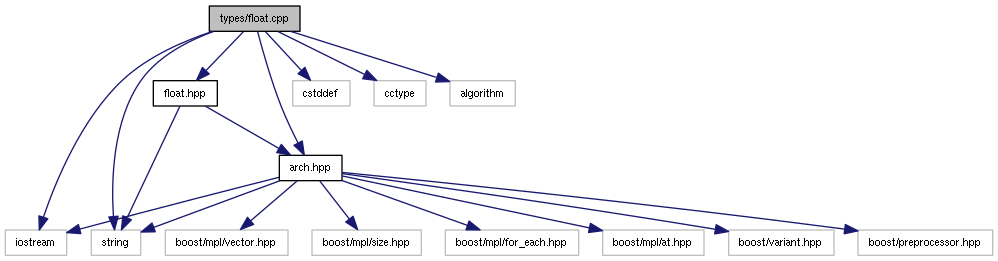 types/float.cpp
float.hpp
cstddef
cctype
algorithm
arch.hpp
iostream
string
boost/mpl/vector.hpp
boost/mpl/size.hpp
boost/mpl/for_each.hpp
boost/mpl/at.hpp
boost/variant.hpp
boost/preprocessor.hpp